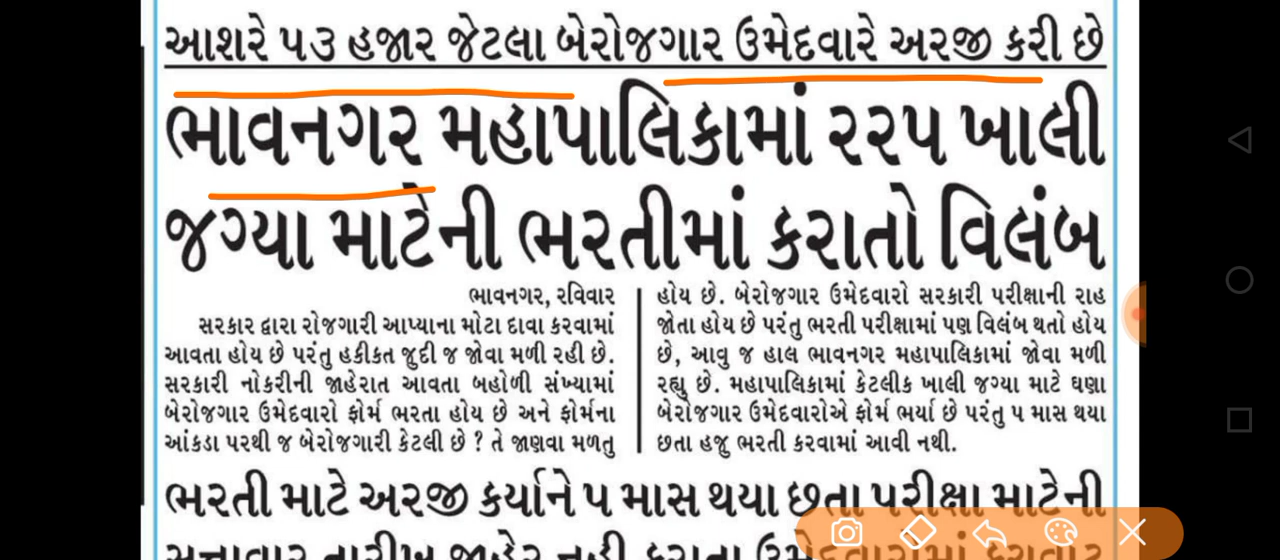 આશરે ૫૩ હજાર જેટલા બેરોજગાર ઉમેદવારે અરજી કરી છે
ભાવનગર મહાપાલિકામાં ૨૨૫ ખાલી
જગ્યા માટેની ભરતીમાં કરાતો વિલંબ
ભાવનગર, રવિવાર
સરકાર દ્વારા રોજગારી આપ્યાના મોટા દાવા કરવામાં
આવતા હોય છે પરંતુ હકીકત જુદી જ જોવા મળી રહી છે.
સરકારી નોકરીની જાહેરાત આવતા બહોળી સંખ્યામાં
બેરોજગાર ઉમેદવારો ફોર્મ ભરતા હોય છે અને ફોર્મના
આંકડા પરથી જ બેરોજગારી કેટલી છે ? તે જાણવા મળતુ
હોય છે. બેરોજગાર ઉમેદવારો સરકારી પરીક્ષાની રાહ
જોતા હોય છે પરંતુ ભરતી પરીક્ષામાં પણ વિલંબ થતો હોય
છે, આવુ જ હાલ ભાવનગર મહાપાલિકામાં જોવા મળી
રહ્યુ છે. મહાપાલિકામાં કેટલીક ખાલી જગ્યા માટે ઘણા
બેરોજગાર ઉમેદવારોએ ફોર્મ ભર્યા છે પરંતુ ૫ માસ થયા
છતા હજુ ભરતી કરવામાં આવી નથી.
ભરતી માટે અરજી કર્યાને ૫ માસ થયા છતા પરીક્ષા માટેની